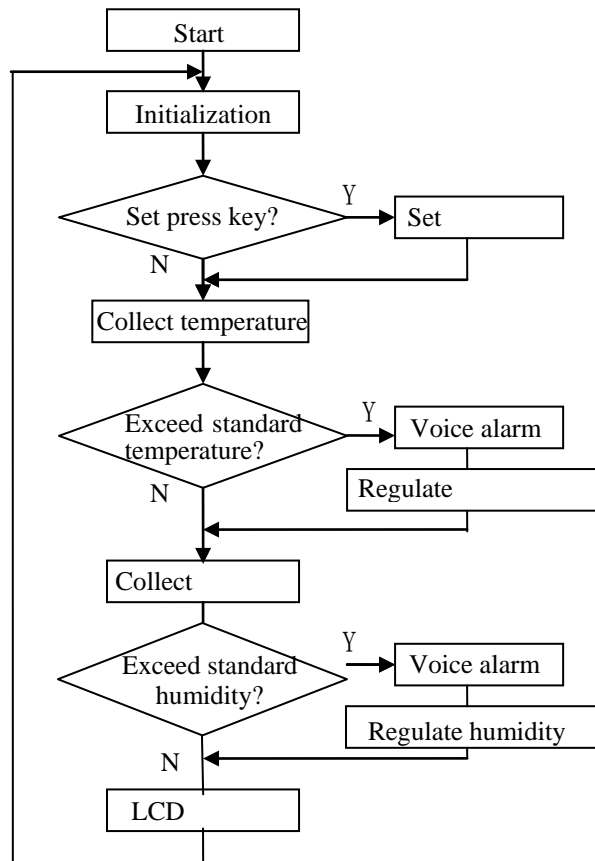 Start
Initialization
Y
Set press key?
Set
N
Collect temperature
Y
Exceed standard
temperature?
Voice alarm
N
Regulate
Collect
Y
Exceed standard
humidity?
Voice alarm
Regulate humidity
N
LCD